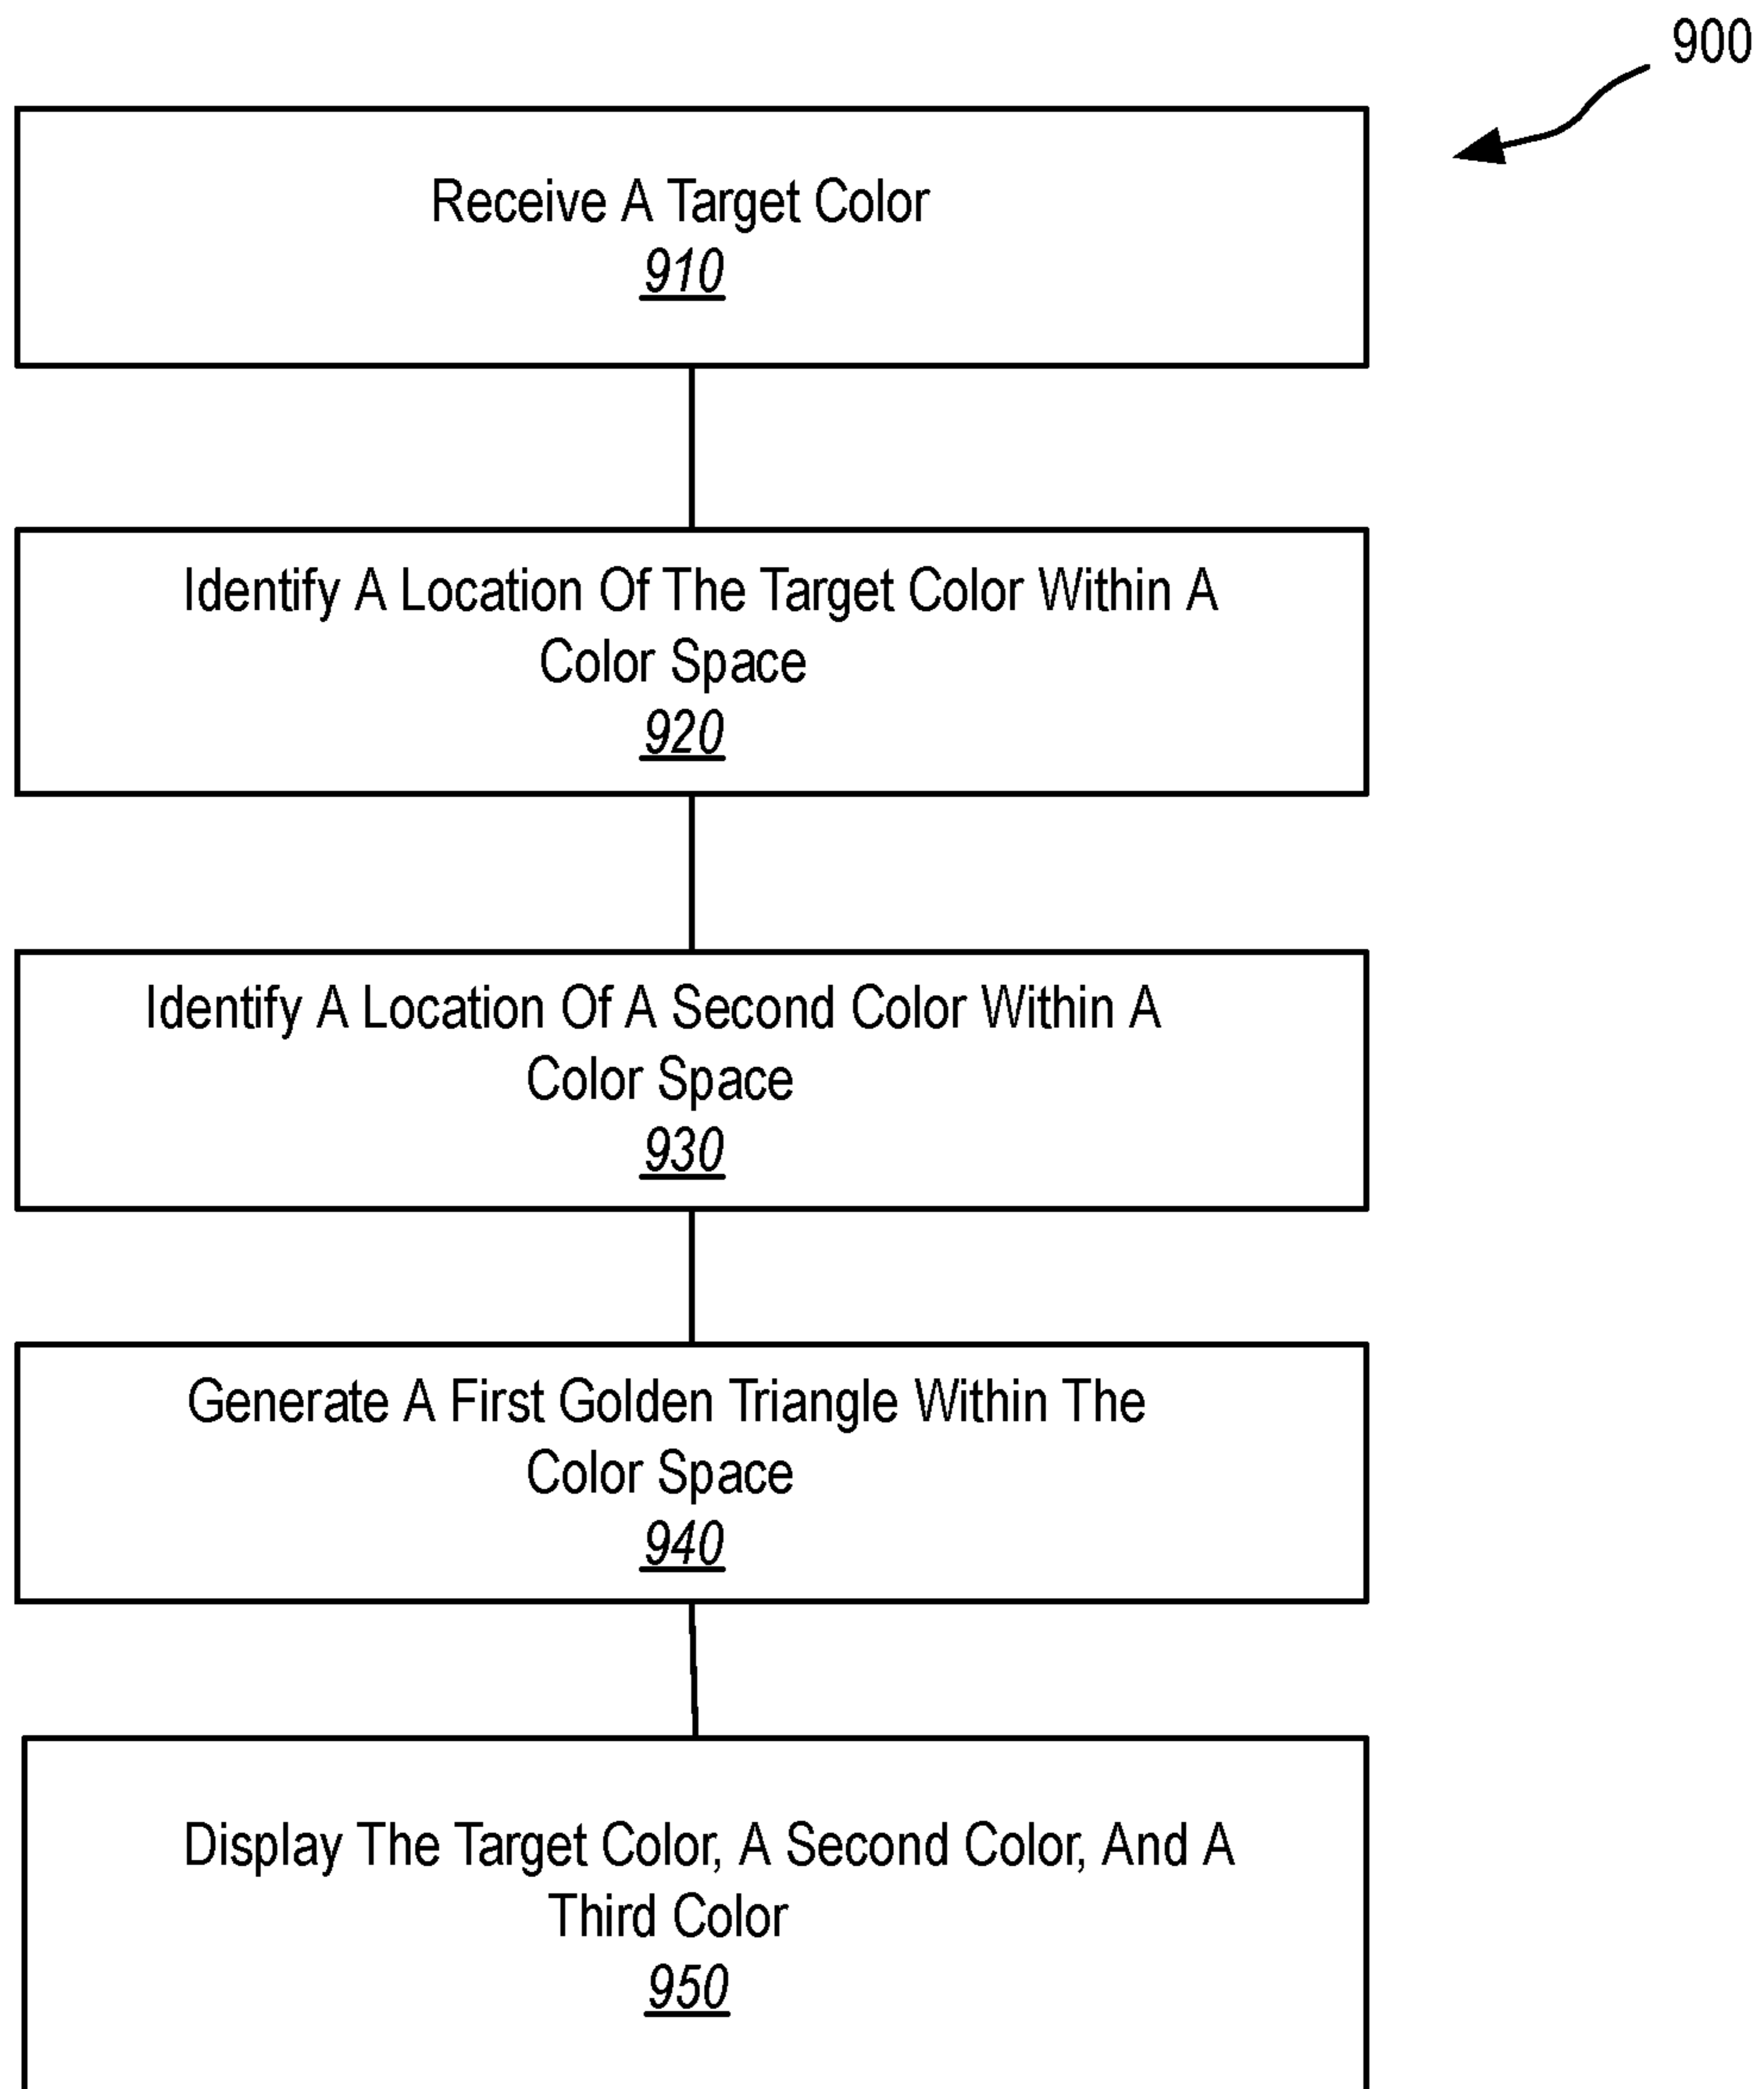 900
Receive A Target Color
910
Identify A Location Of The Target Color Within A
Color Space
920
Identify A Location Of A Second Color Within A
Color Space
930
Generate A First Golden Triangle Within The
Color Space
940
Display The Target Color, A Second Color, And A
Third Color
950